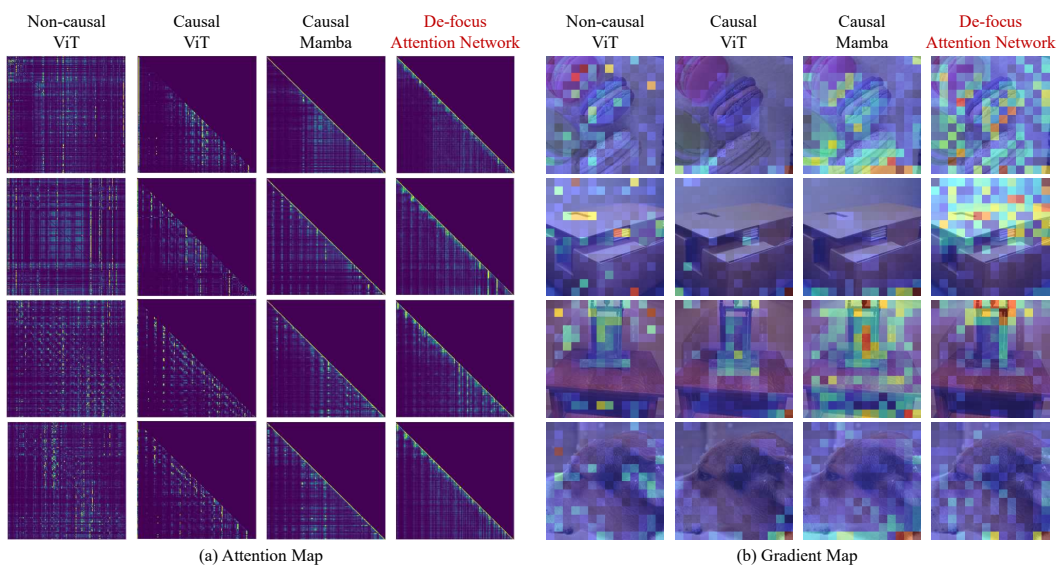 Non-causal
ViT
Causal
ViT
Causal
Mamba
De-focus
Attention Network
Non-causal
ViT
Causal
ViT
Causal
Mamba
De-focus
Attention Network
(a) Attention Map
(b) Gradient Map